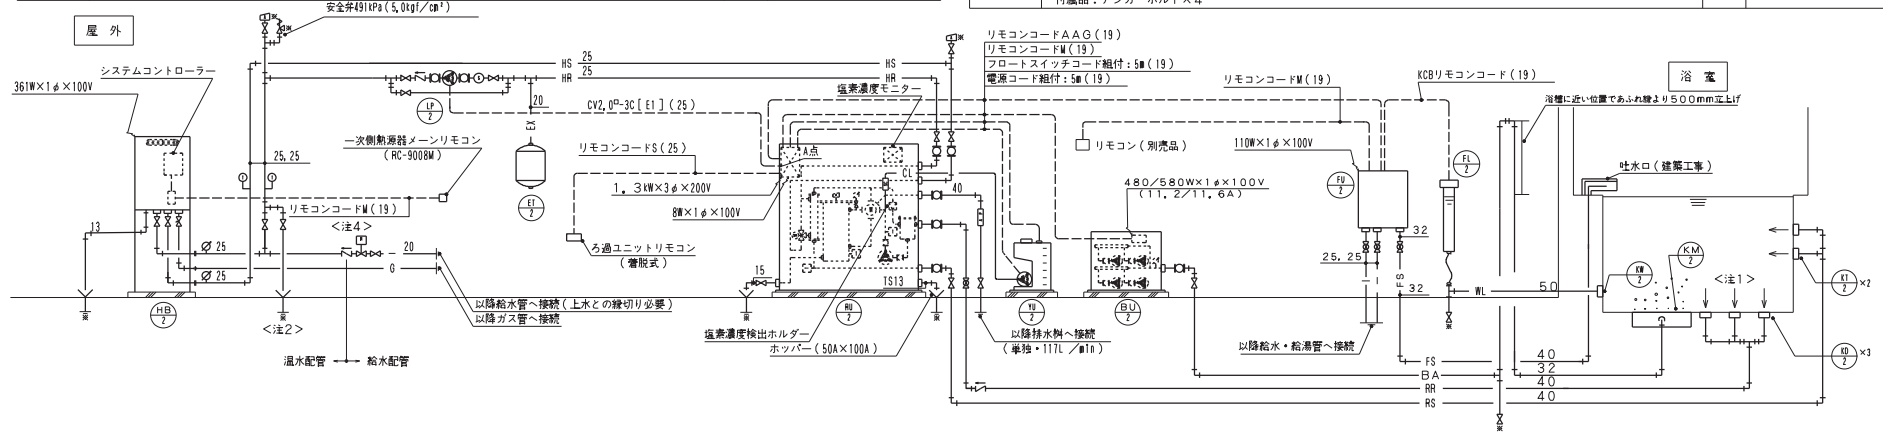 付属品：アンカーボルト×4
安全弁491kPa(5.0kgf/cm²)
屋 外
システムコントローラー
361W×1φ×100V
HS
25
HR
25
HS
HR
LP
2
20
EX
CV2.0□-3C[E1](25)
塩素濃度モニター
リモコンコードAAG(19)
リモコンコードM(19)
フロートスイッチコード組付：5m(19)
電源コード組付：5m(19)
リモコンコードM(19)
KCBリモコンコード(19)
浴 室
浴槽に近い位置であふれ縁より500mm立上げ
一次側熱源器メーンリモコン
(RC-9008M)
25,25
リモコンコードM(19)
<注4>
ET
2
リモコンコードS(25)
A点
1.3kW×3φ×200V
8W×1φ×100V
CL
40
リモコン(別売品)
110W×1φ×100V
480/580W×1φ×100V
(11.2/11.6A)
FU
2
FL
2
吐水口(建築工事)
13
25
20
G
25
ろ過ユニットリモコン
(着脱式)
15
TS13
32
25,25
FS
32
WL
50
KW
2
KM
2
<注1>
KT
2
×2
HB
2
<注2>
以降給水管へ接続(上水との縁切り必要)
以降ガス管へ接続
RU
2
YU
2
BU
2
塩素濃度検出ホルダー
ホッパー(50A×100A)
以降排水桝へ接続
(単独・117L/min)
以降給水・給湯管へ接続
KD
2
×3
温水配管
給水配管
FS
40
BA
32
RR
40
RS
40